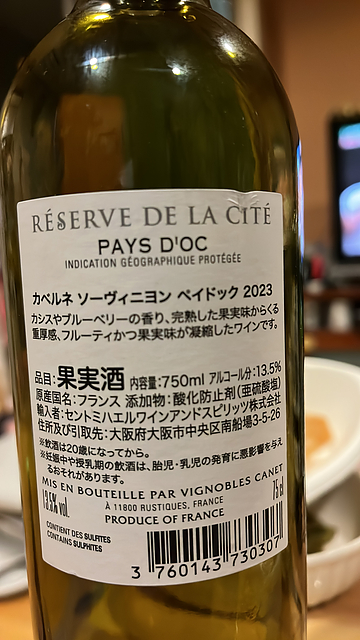 RÉSERVE DE LA CITÉ
PAYS D'OC
INDICATION GÉOGRAPHIQUE PROTÉGÉE
カベルネ ソーヴィニヨン ペイドック 2023
カシスやブルーベリーの香り、完熟した果実味からくる
重厚感、フルーティかつ果実味が凝縮したワインです。
品目:果実酒 内容量:750ml アルコール分:13.5%
原産国名:フランス 添加物:酸化防止剤(亜硫酸塩)
輸入者:セントミハエルワインアンドスピリッツ株式会社
住所及び引取先:大阪府大阪市中央区南船場3-5-26
※飲酒は20歳になってから。
※妊娠中や授乳期の飲酒は、胎児・乳児の発育に悪影響を与え
るおそれがあります。
MIS EN BOUTEILLE PAR VIGNOBLES CANET
13.5% vol.
À 11800 RUSTIQUES, FRANCE
75 cl
PRODUCE OF FRANCE
CONTIENT DES SULFITES
CONTAINS SULPHITES
3 760143 730307